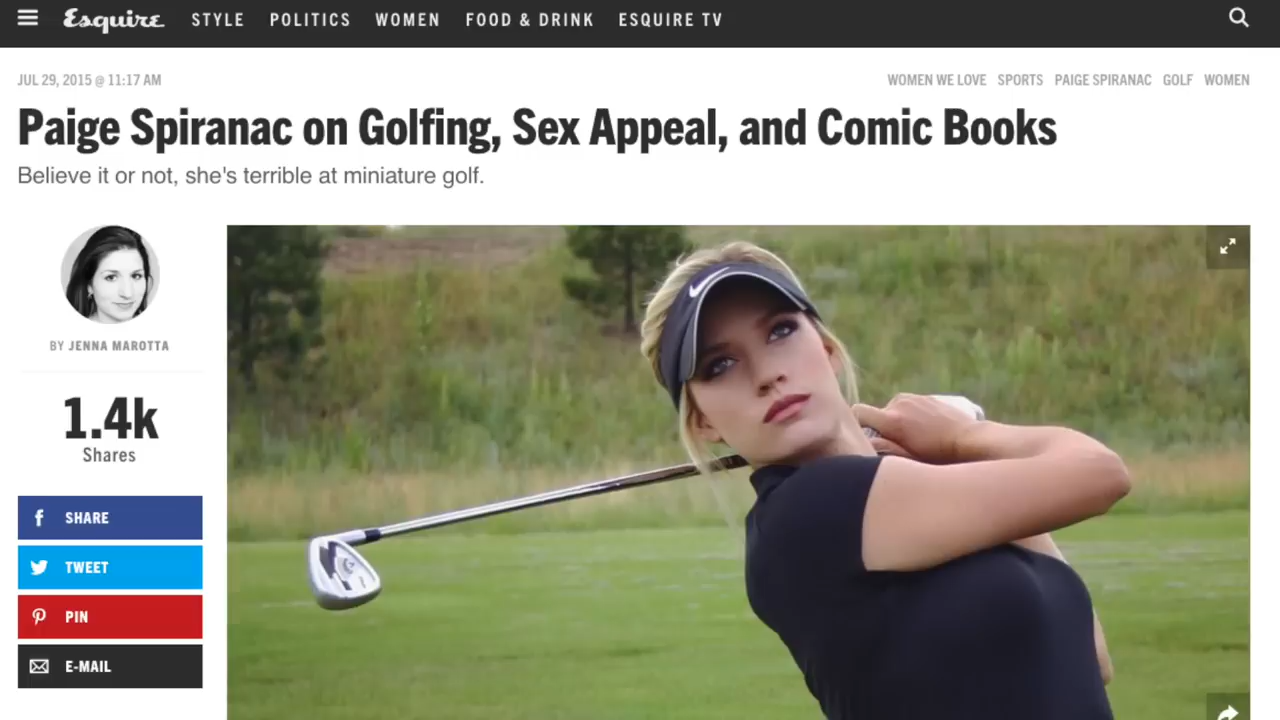 Esquire STYLE POLITICS WOMEN FOOD & DRINK ESQUIRE TV
JUL 29, 2015 @ 11:17 AM
WOMEN WE LOVE SPORTS PAIGE SPIRANAC GOLF WOMEN
Paige Spiranac on Golfing, Sex Appeal, and Comic Books
Believe it or not, she's terrible at miniature golf.
BY JENNA MAROTTA
1.4k
Shares
SHARE
TWEET
PIN
E-MAIL